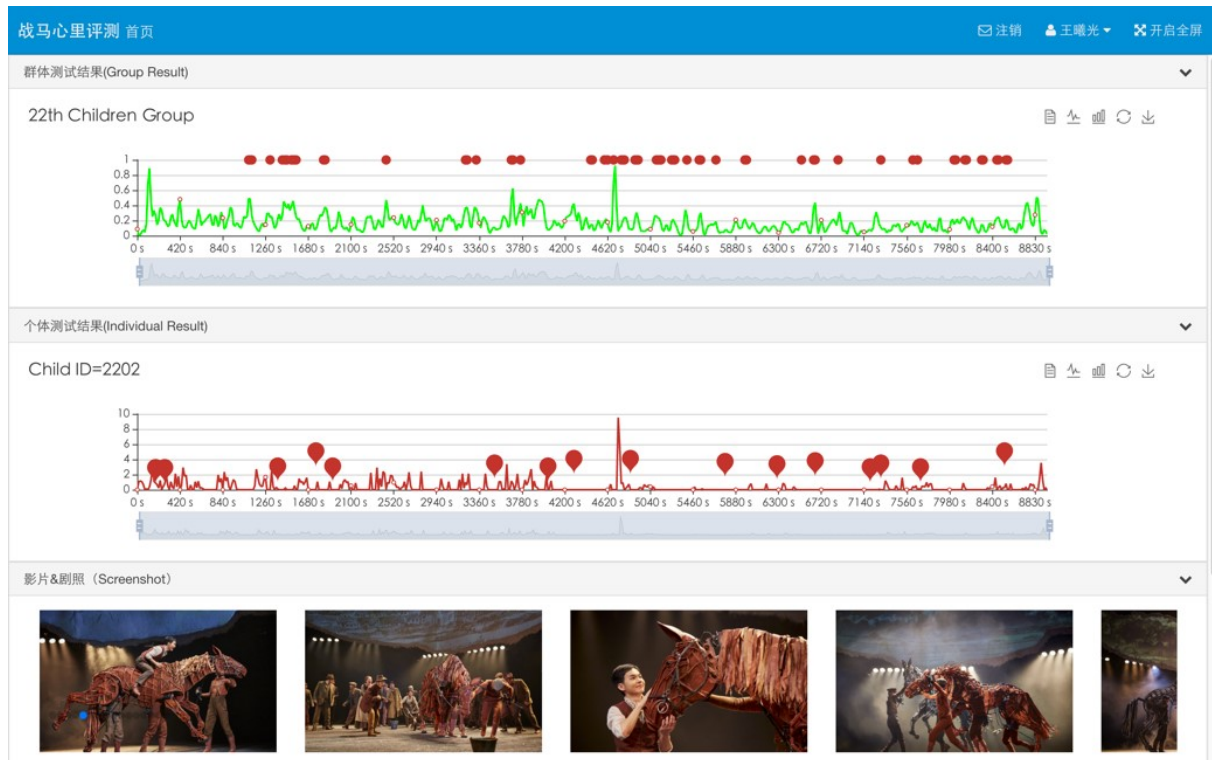 战马心里评测 首页 注销 王曦光 开启全屏
群体测试结果(Group Result)
22th Children Group
1
0.8
0.6
0.4
0.2
0
0 s 420 s 840 s 1260 s 1680 s 2100 s 2520 s 2940 s 3360 s 3780 s 4200 s 4620 s 5040 s 5460 s 5880 s 6300 s 6720 s 7140 s 7560 s 7980 s 8400 s 8830 s
个体测试结果(Individual Result)
Child ID=2202
10
8
6
4
2
0
0 s 420 s 840 s 1260 s 1680 s 2100 s 2520 s 2940 s 3360 s 3780 s 4200 s 4620 s 5040 s 5460 s 5880 s 6300 s 6720 s 7140 s 7560 s 7980 s 8400 s 8830 s
影片&剧照（Screenshot）